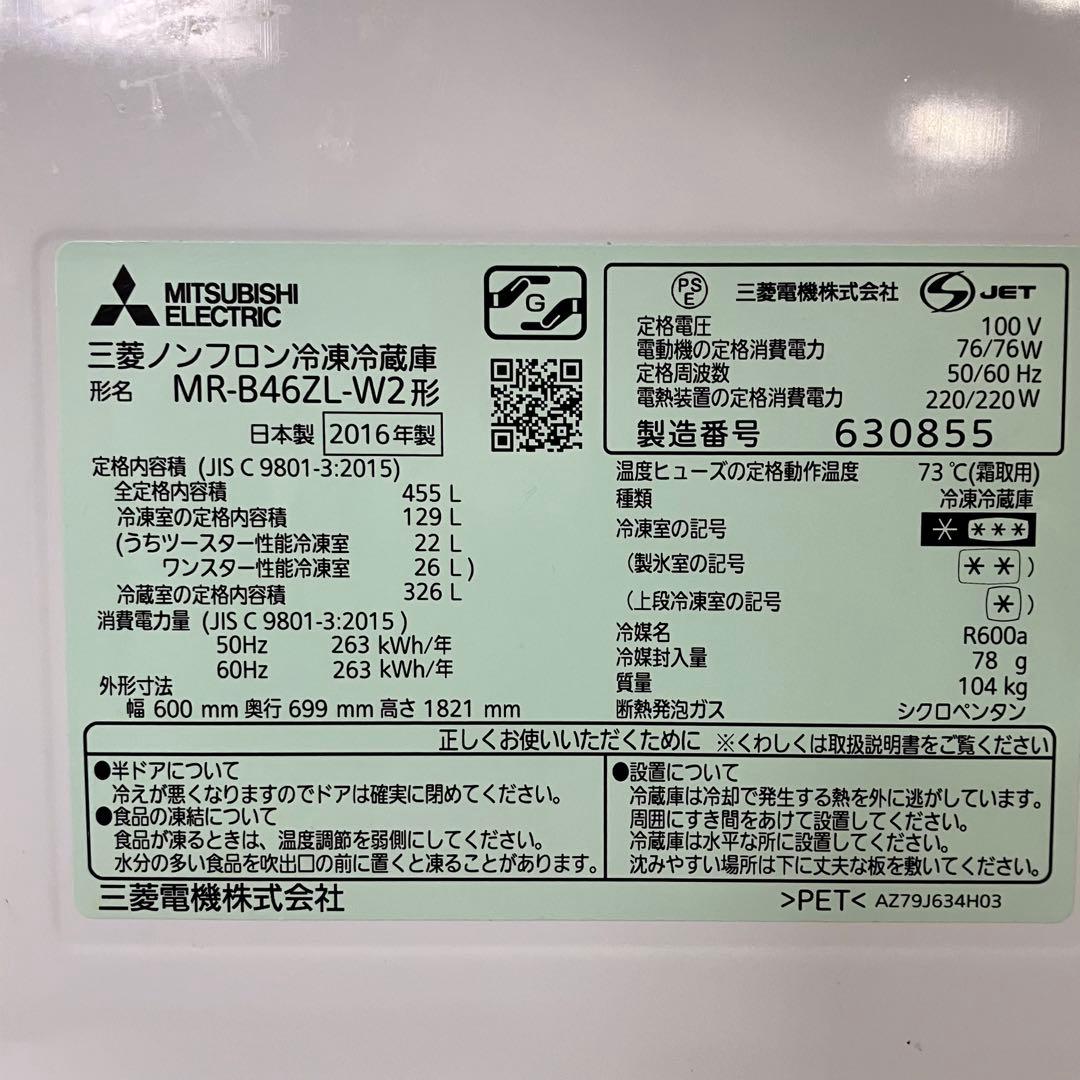 MITSUBISHI
ELECTRIC
G
三菱ノンフロン冷凍冷蔵庫
形名 MR-B46ZL-W2形
日本製 2016年製
定格内容積 (JIS C 9801-3:2015)
全定格内容積 455 L
冷凍室の定格内容積 129 L
(うちツースター性能冷凍室 22 L
ワンスター性能冷凍室 26 L )
冷蔵室の定格内容積 326 L
消費電力量 (JIS C 9801-3:2015 )
50Hz 263 kWh/年
60Hz 263 kWh/年
外形寸法
幅 600 mm 奥行 699 mm 高さ 1821 mm
PS
E 三菱電機株式会社 JET
定格電圧 100 V
電動機の定格消費電力 76/76W
定格周波数 50/60 Hz
電熱装置の定格消費電力 220/220W
製造番号 630855
温度ヒューズの定格動作温度 73 ℃(霜取用)
種類 冷凍冷蔵庫
冷凍室の記号 * ***
(製氷室の記号 ** )
(上段冷凍室の記号 * )
冷媒名 R600a
冷媒封入量 78 g
質量 104 kg
断熱発泡ガス シクロペンタン
正しくお使いいただくために ※くわしくは取扱説明書をご覧ください
●半ドアについて
冷えが悪くなりますのでドアは確実に閉めてください。
●食品の凍結について
食品が凍るときは、温度調節を弱側にしてください。
水分の多い食品を吹出口の前に置くと凍ることがあります。
●設置について
冷蔵庫は冷却で発生する熱を外に逃がしています。
周囲にすき間をあけて設置してください。
冷蔵庫は水平な所に設置してください。
沈みやすい場所は下に丈夫な板を敷いてください。
三菱電機株式会社
>PET< AZ79J634H03